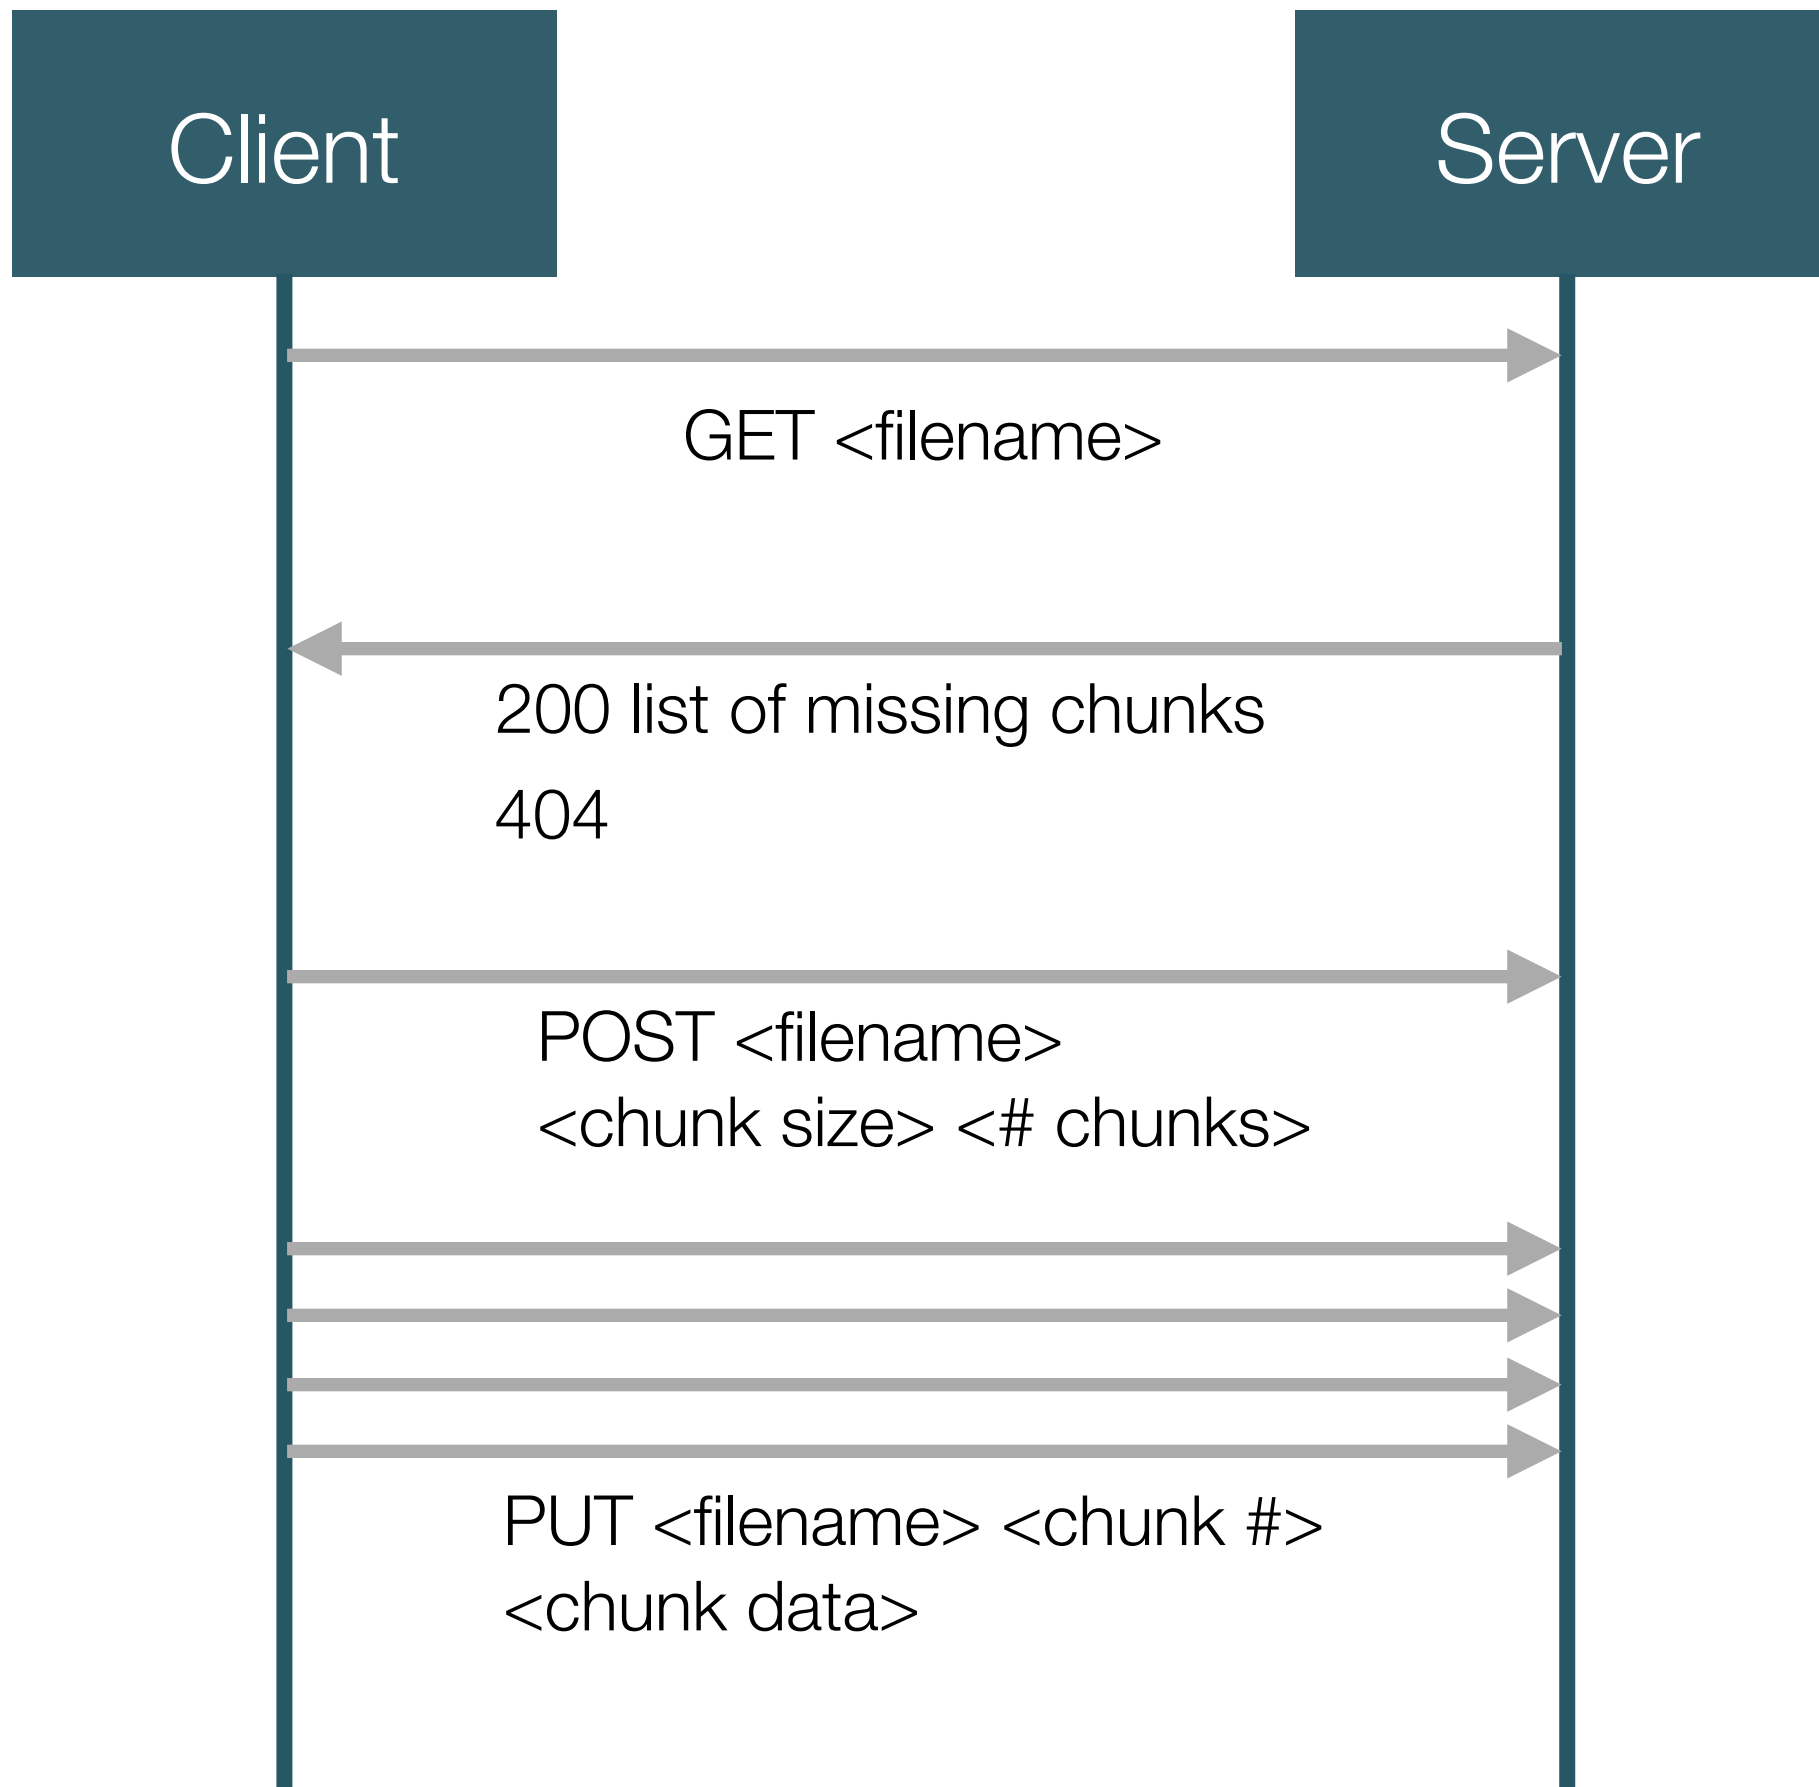 Client
Server
GET <filename>
200 list of missing chunks
404
POST <filename>
<chunk size> <# chunks>
PUT <filename> <chunk #>
<chunk data>